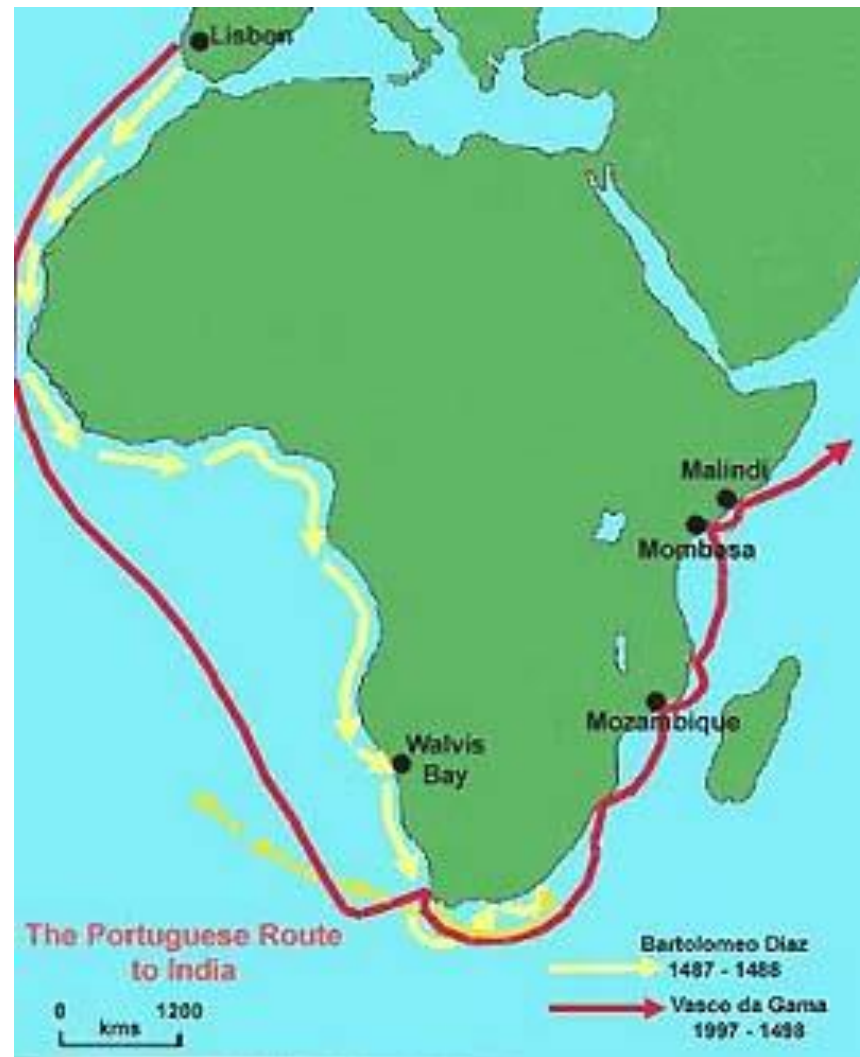 Lisbon
Malindi
Mombasa
Mozambique
Walvis
Bay
The Portuguese Route
to India
0 1200
kms
Bartolomeo Diaz
1487 - 1488
Vasco da Gama
1997 - 1498